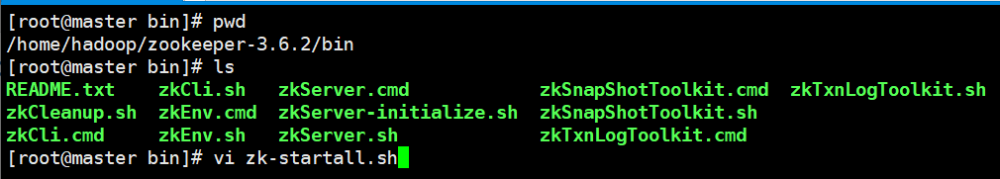 [root@master bin]# pwd
/home/hadoop/zookeeper-3.6.2/bin
[root@master bin]# ls
README.txt    zkCli.sh   zkServer.cmd            zkSnapShotToolkit.cmd  zkTxnLogToolkit.sh
zkCleanup.sh  zkEnv.cmd  zkServer-initialize.sh  zkSnapShotToolkit.sh
zkCli.cmd     zkEnv.sh   zkServer.sh             zkTxnLogToolkit.cmd
[root@master bin]# vi zk-startall.sh